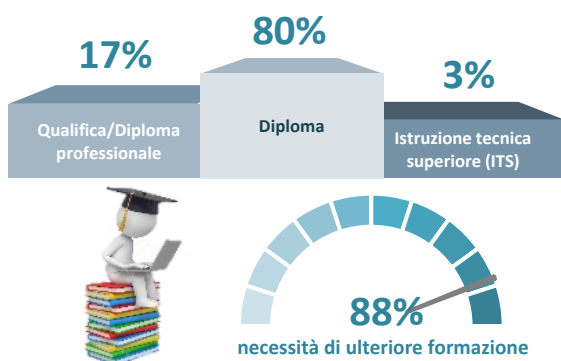 17%
80%
3%
Qualifica/Diploma
professionale
Diploma
Istruzione tecnica
superiore (ITS)
88%
necessità di ulteriore formazione